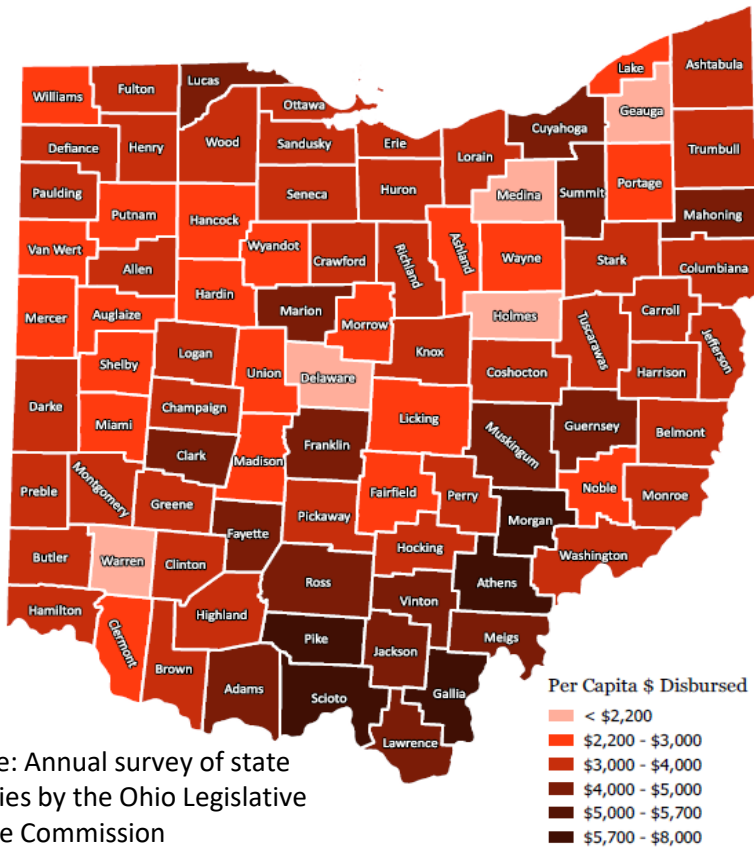 Williams
Fulton
Lucas
Ottawa
Lake
Ashtabula
Geauga
Cuyahoga
Defiance
Henry
Wood
Sandusky
Erie
Lorain
Trumbull
Medina
Summit
Portage
Paulding
Seneca
Huron
Mahoning
Putnam
Hancock
Van Wert
Wyandot
Crawford
Richland
Ashland
Wayne
Stark
Columbiana
Allen
Hardin
Marion
Morrow
Holmes
Tuscarawas
Carroll
Jefferson
Mercer
Auglaize
Logan
Knox
Shelby
Union
Delaware
Coshocton
Harrison
Darke
Champaign
Miami
Licking
Muskingum
Guernsey
Belmont
Clark
Franklin
Madison
Preble
Montgomery
Greene
Fairfield
Perry
Noble
Monroe
Fayette
Pickaway
Morgan
Butler
Warren
Clinton
Hocking
Washington
Ross
Athens
Hamilton
Clermont
Highland
Vinton
Pike
Jackson
Meigs
Brown
Adams
Scioto
Gallia
Lawrence
Per Capita $ Disbursed
< $2,200
$2,200 - $3,000
$3,000 - $4,000
$4,000 - $5,000
$5,000 - $5,700
$5,700 - $8,000
e: Annual survey of state
ies by the Ohio Legislative
e Commission